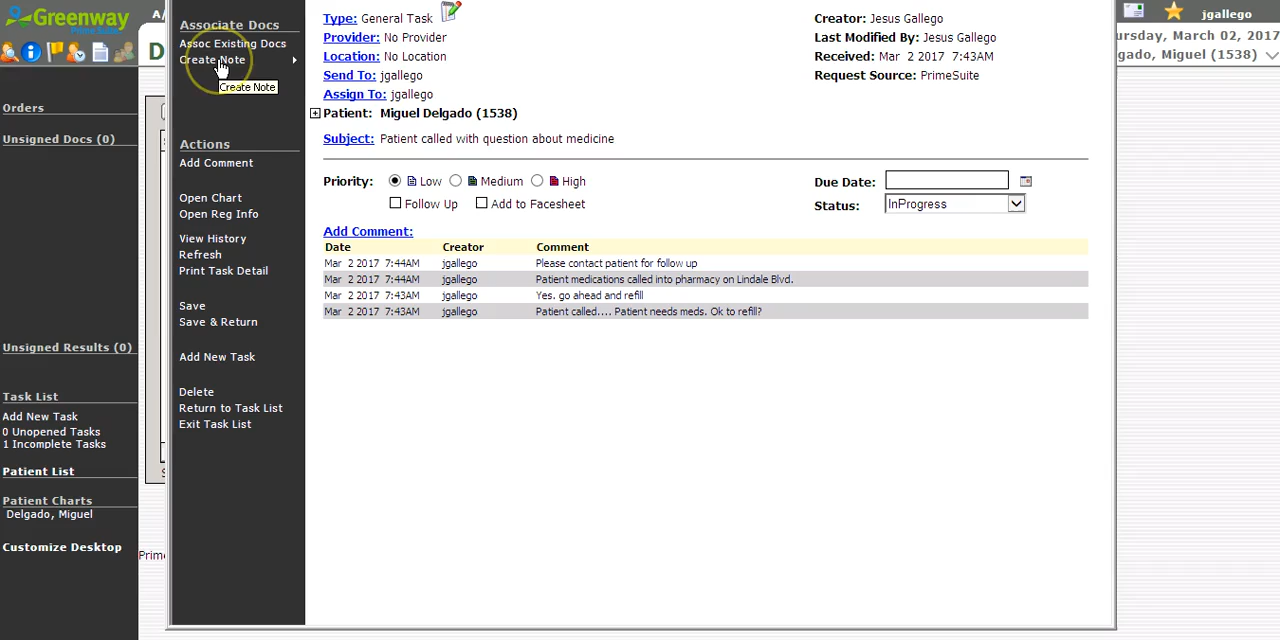 Greenway
PrimeSuite
A/
D
Orders
Unsigned Docs (0)
Unsigned Results (0)
Task List
Add New Task
0 Unopened Tasks
1 Incomplete Tasks
Patient List
Patient Charts
Delgado, Miguel
Customize Desktop
Prime
Associate Docs
Assoc Existing Docs
Create Note
Create Note
Actions
Add Comment
Open Chart
Open Reg Info
View History
Refresh
Print Task Detail
Save
Save & Return
Add New Task
Delete
Return to Task List
Exit Task List
Type: General Task
Provider: No Provider
Location: No Location
Send To: jgallego
Assign To: jgallego
Patient: Miguel Delgado (1538)
Subject: Patient called with question about medicine
Creator: Jesus Gallego
Last Modified By: Jesus Gallego
Received: Mar 2 2017 7:43AM
Request Source: PrimeSuite
Priority: Low Medium High
Follow Up Add to Facesheet
Due Date:
Status: InProgress
Add Comment:
Date Creator Comment
Mar 2 2017 7:44AM jgallego Please contact patient for follow up
Mar 2 2017 7:44AM jgallego Patient medications called into pharmacy on Lindale Blvd.
Mar 2 2017 7:43AM jgallego Yes. go ahead and refill
Mar 2 2017 7:43AM jgallego Patient called.... Patient needs meds. Ok to refill?
jgallego
ursday, March 02, 2017
gado, Miguel (1538)